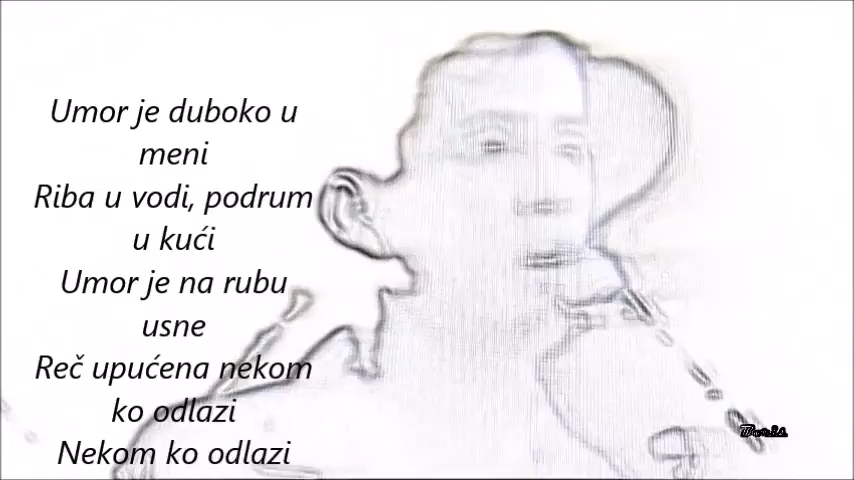 Umor je duboko u
meni
Riba u vodi, podrum
u kući
Umor je na rubu
usne
Reč upućena nekom
ko odlazi
Nekom ko odlazi
Doris